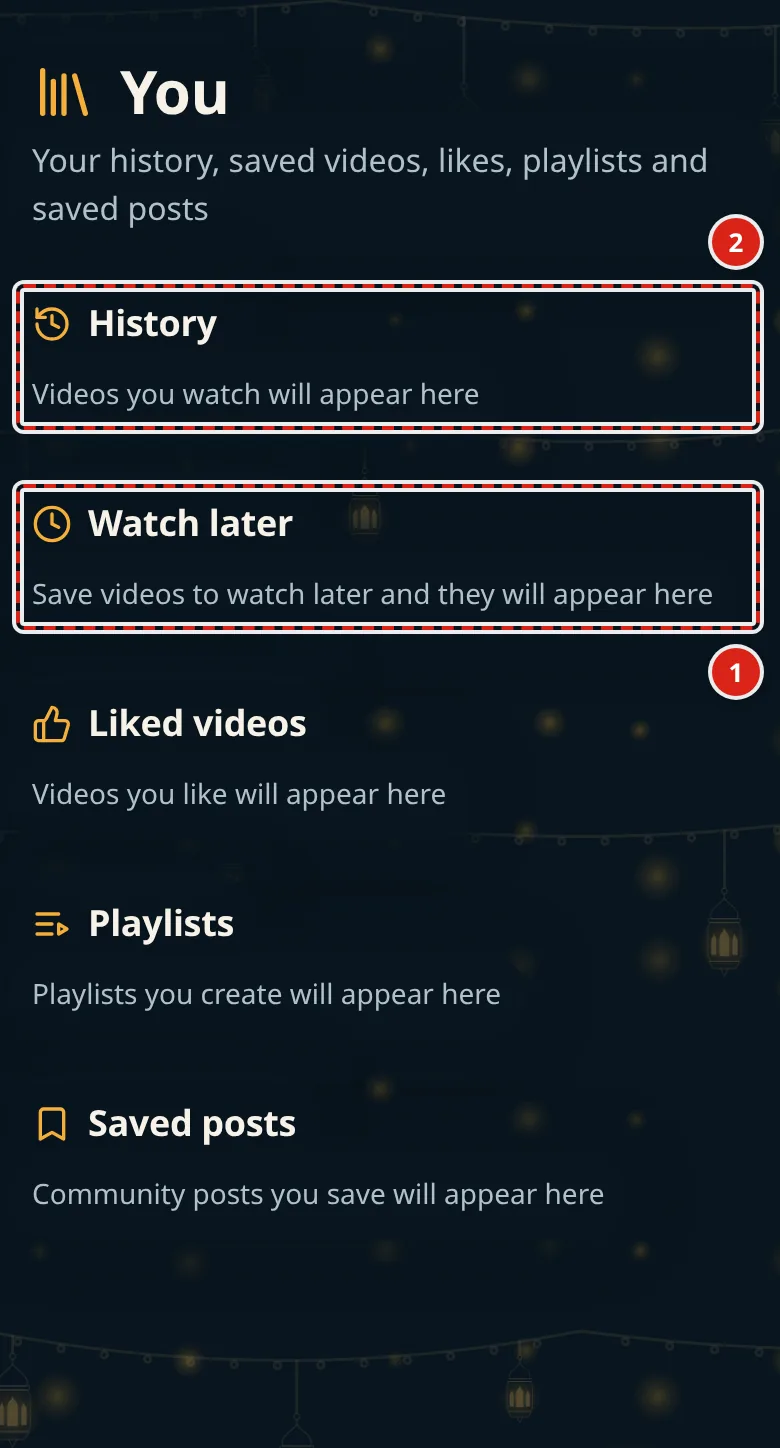 You
Your history, saved videos, likes, playlists and
saved posts
2
History
Videos you watch will appear here
Watch later
Save videos to watch later and they will appear here
1
Liked videos
Videos you like will appear here
Playlists
Playlists you create will appear here
Saved posts
Community posts you save will appear here